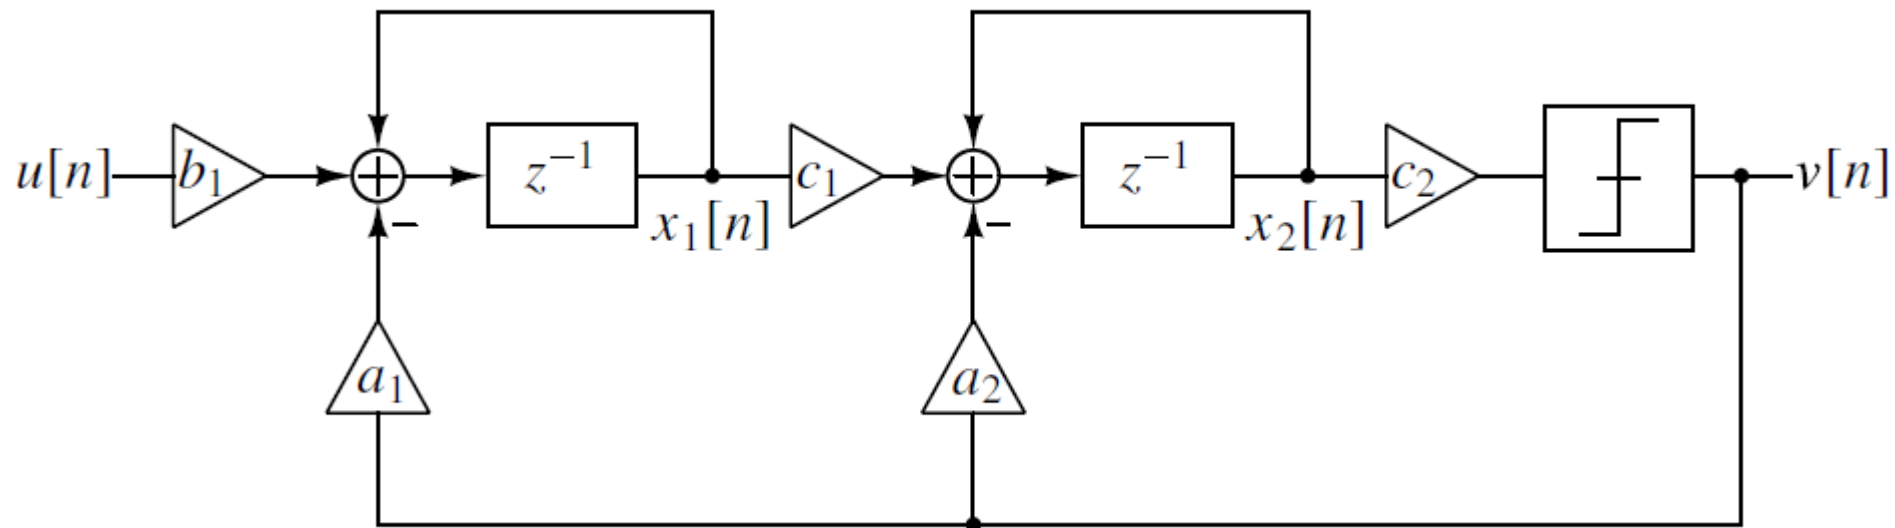 u[n] b₁ + z⁻¹ x₁[n] c₁ + z⁻¹ x₂[n] c₂ v[n]
− −
a₁ a₂